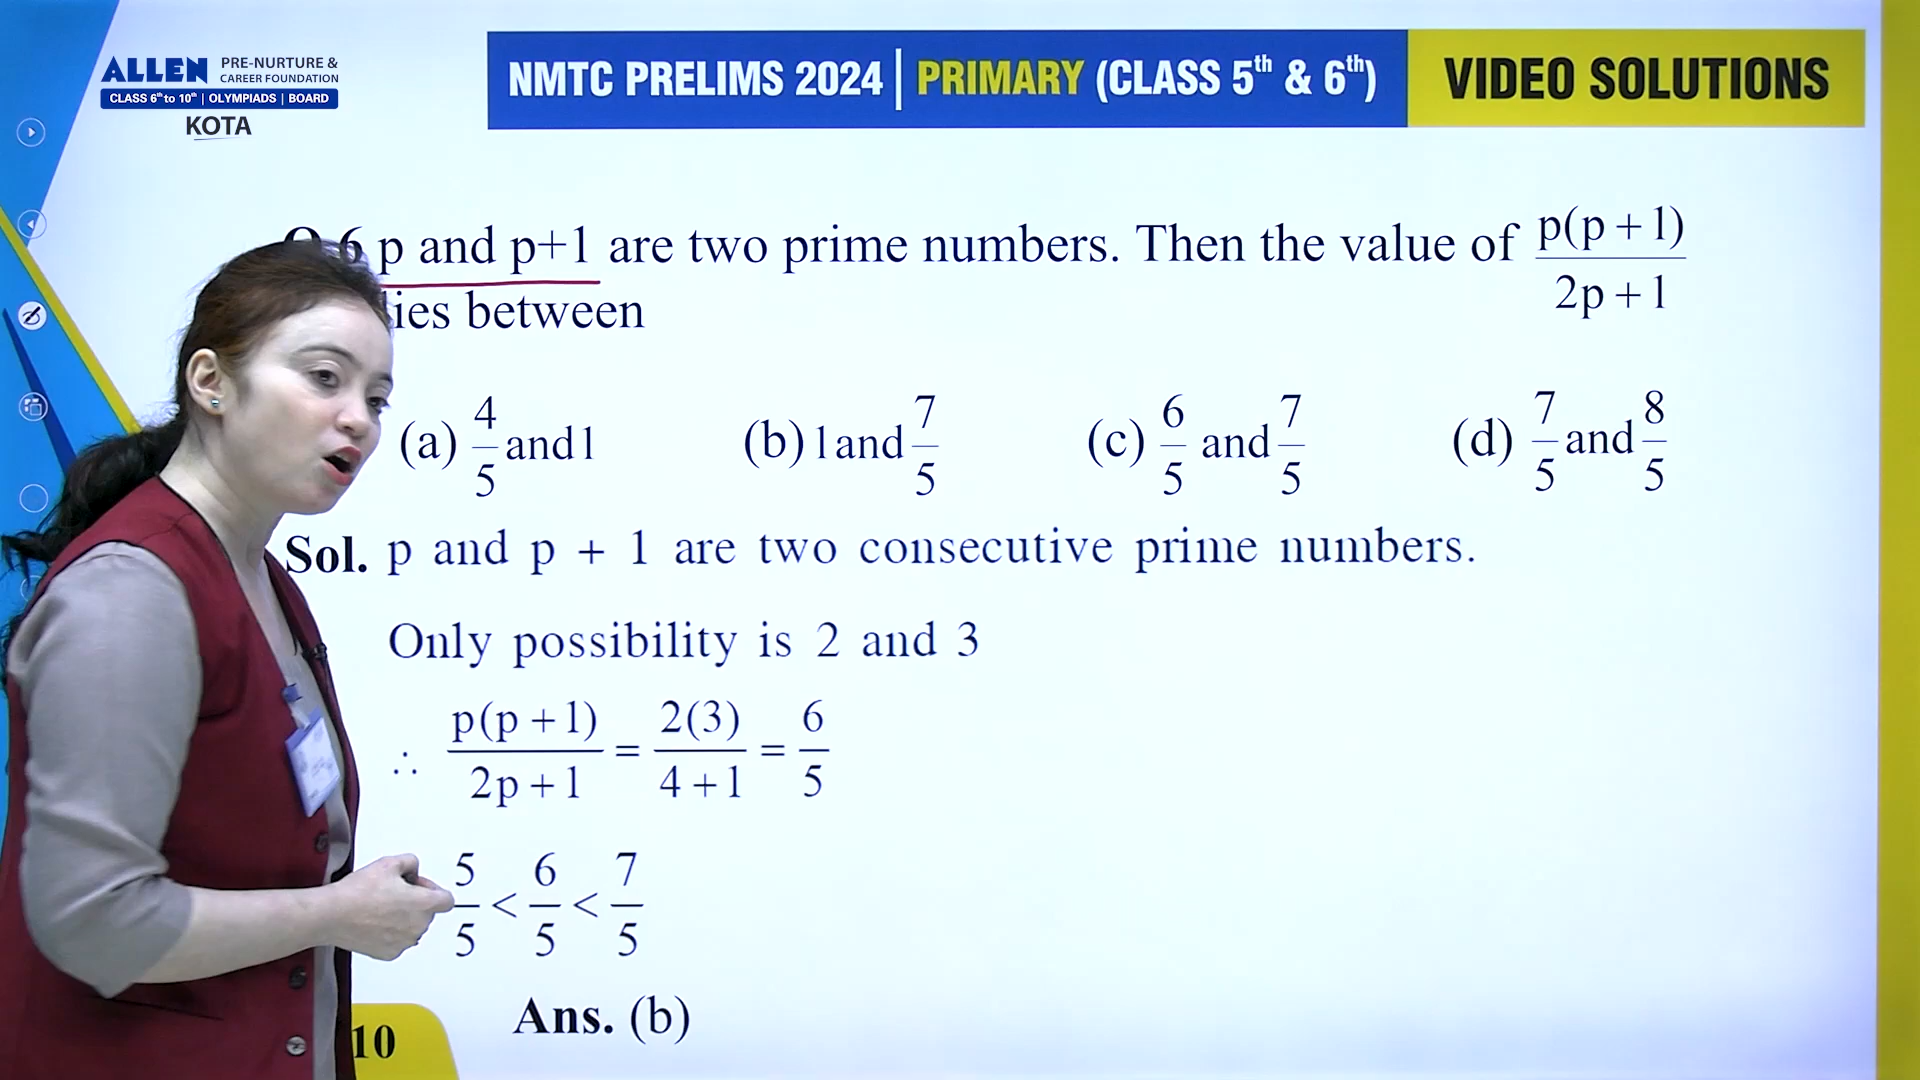 ALLEN PRE-NURTURE & CAREER FOUNDATION
CLASS 6th to 10th | OLYMPIADS | BOARD
KOTA
NMTC PRELIMS 2024 | PRIMARY (CLASS 5th & 6th) VIDEO SOLUTIONS
Q.6 p and p+1 are two prime numbers. Then the value of p(p+1)/2p+1
lies between
(a) 4/5 and 1 (b) 1 and 7/5 (c) 6/5 and 7/5 (d) 7/5 and 8/5
Sol. p and p + 1 are two consecutive prime numbers.
Only possibility is 2 and 3
∴ p(p+1)/2p+1 = 2(3)/4+1 = 6/5
5/5 < 6/5 < 7/5
Ans. (b)
10